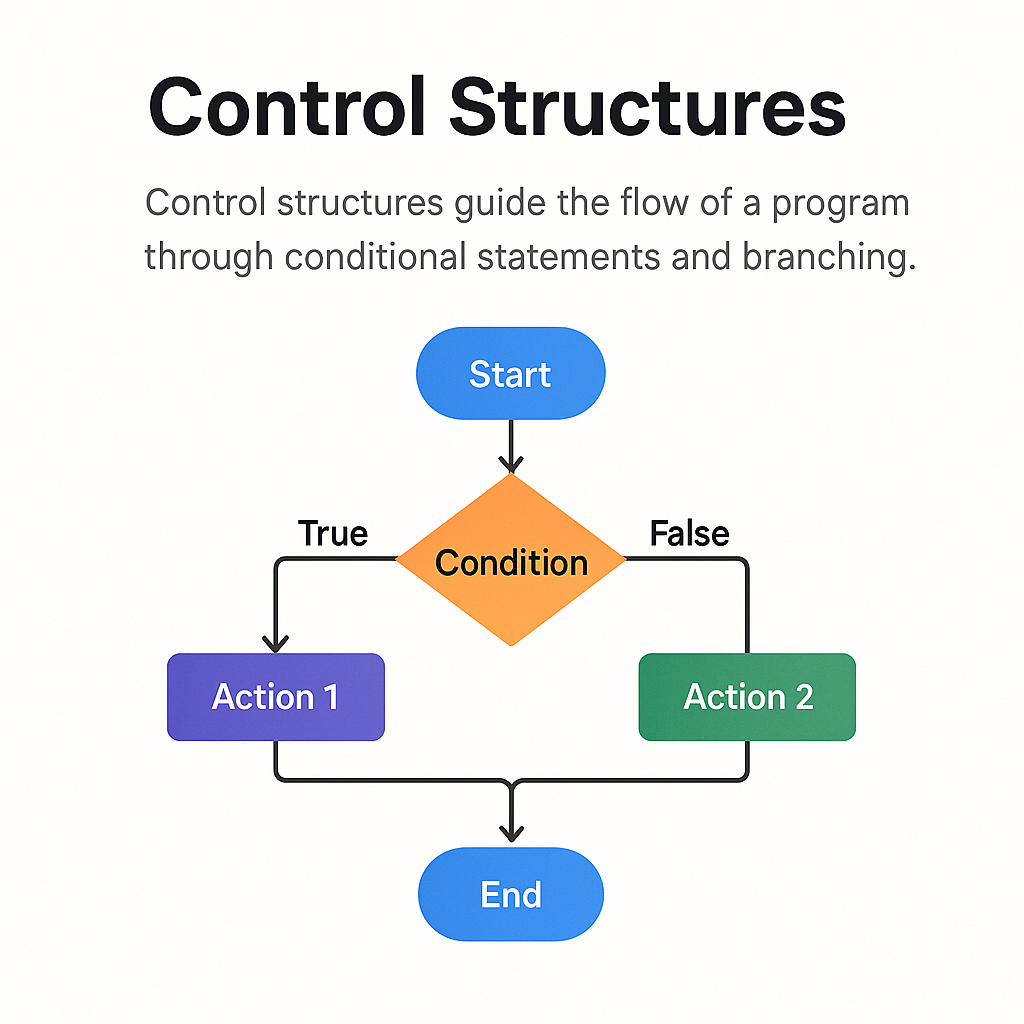 Control Structures
Control structures guide the flow of a program
through conditional statements and branching.
Start
True
False
Condition
Action 1
Action 2
End